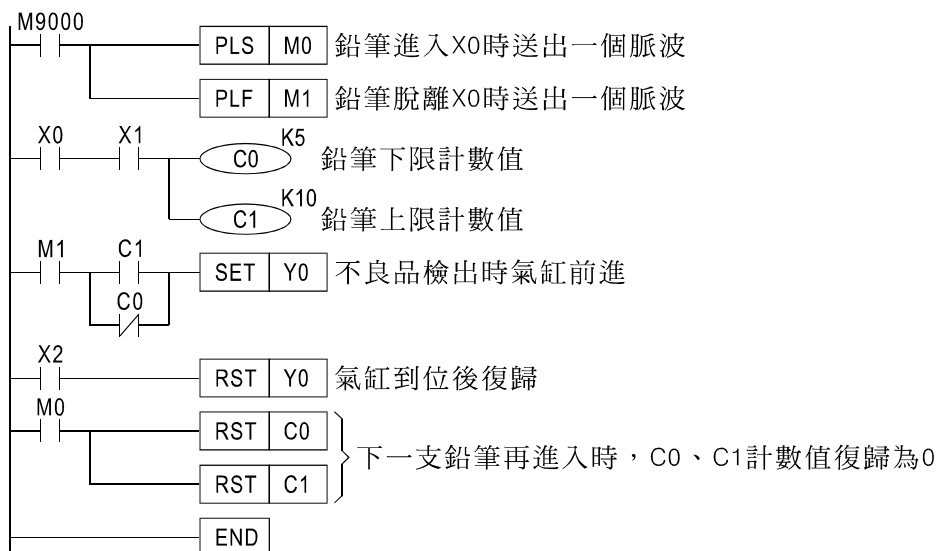 M9000
PLS M0 鉛筆進入X0時送出一個脈波
PLF M1 鉛筆脫離X0時送出一個脈波
X0 X1 K5
C0 鉛筆下限計數值
K10
C1 鉛筆上限計數值
M1 C1
SET Y0 不良品檢出時氣缸前進
C0
X2
RST Y0 氣缸到位後復歸
M0
RST C0
下一支鉛筆再進入時，C0、C1計數值復歸為0
RST C1
END